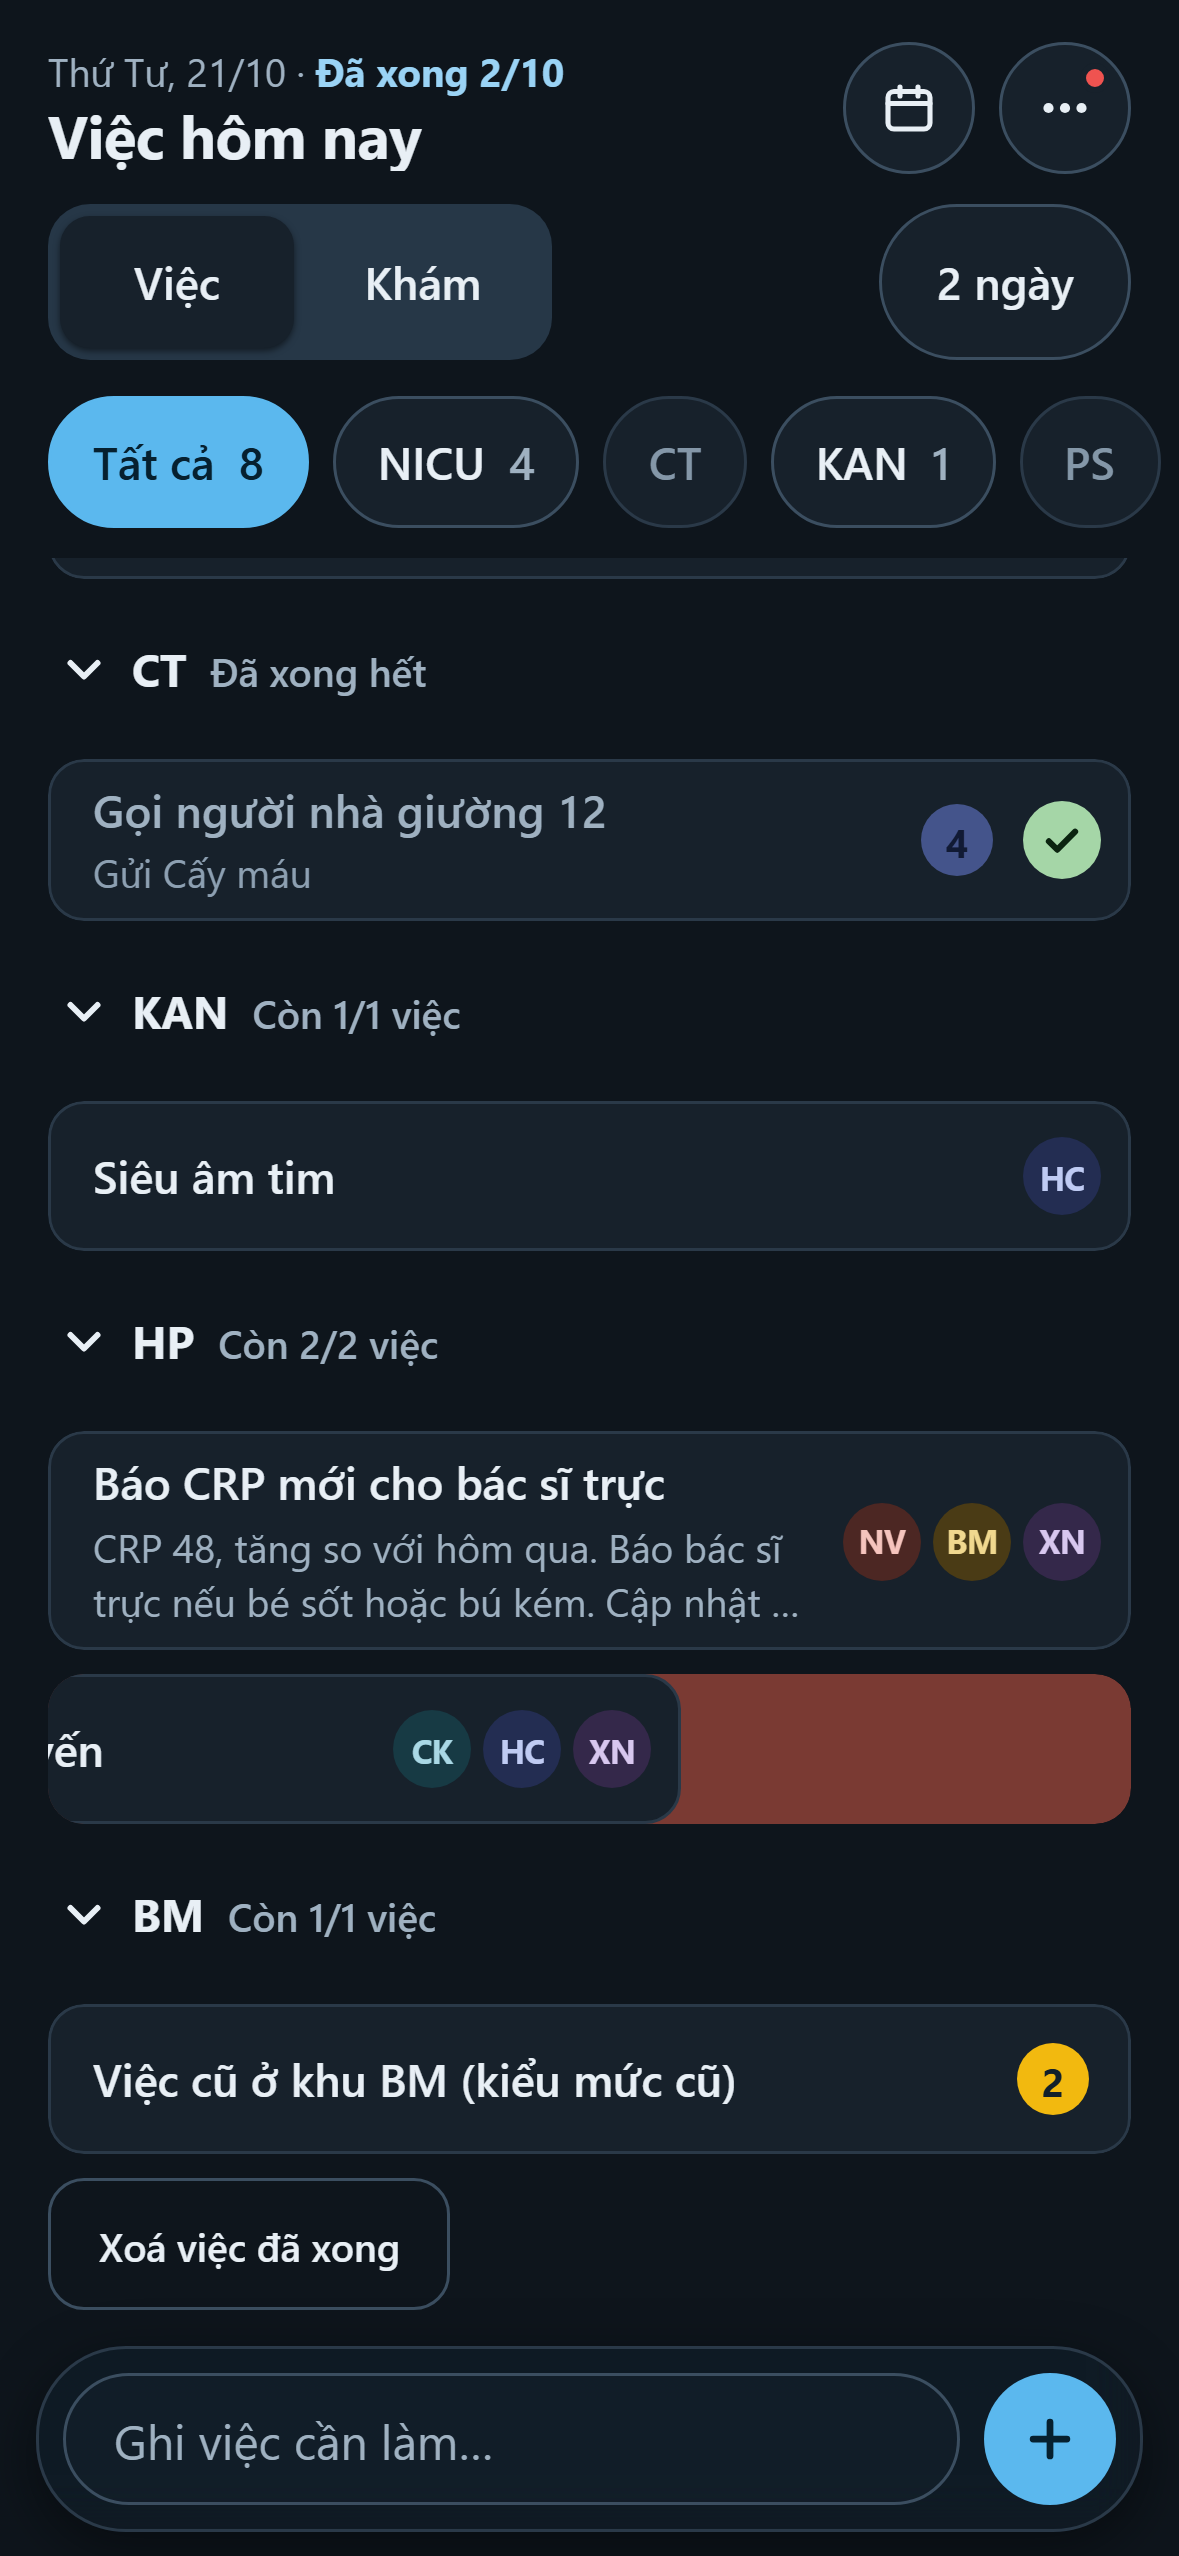 Thứ Tư, 21/10 · Đã xong 2/10
Việc hôm nay
Việc
Khám
2 ngày
Tất cả 8
NICU 4
CT
KAN 1
PS
CT Đã xong hết
Gọi người nhà giường 12
Gửi Cấy máu
4
KAN Còn 1/1 việc
Siêu âm tim
HC
HP Còn 2/2 việc
Báo CRP mới cho bác sĩ trực
CRP 48, tăng so với hôm qua. Báo bác sĩ
trực nếu bé sốt hoặc bú kém. Cập nhật ...
NV BM XN
yến
CK HC XN
BM Còn 1/1 việc
Việc cũ ở khu BM (kiểu mức cũ)
2
Xoá việc đã xong
Ghi việc cần làm...